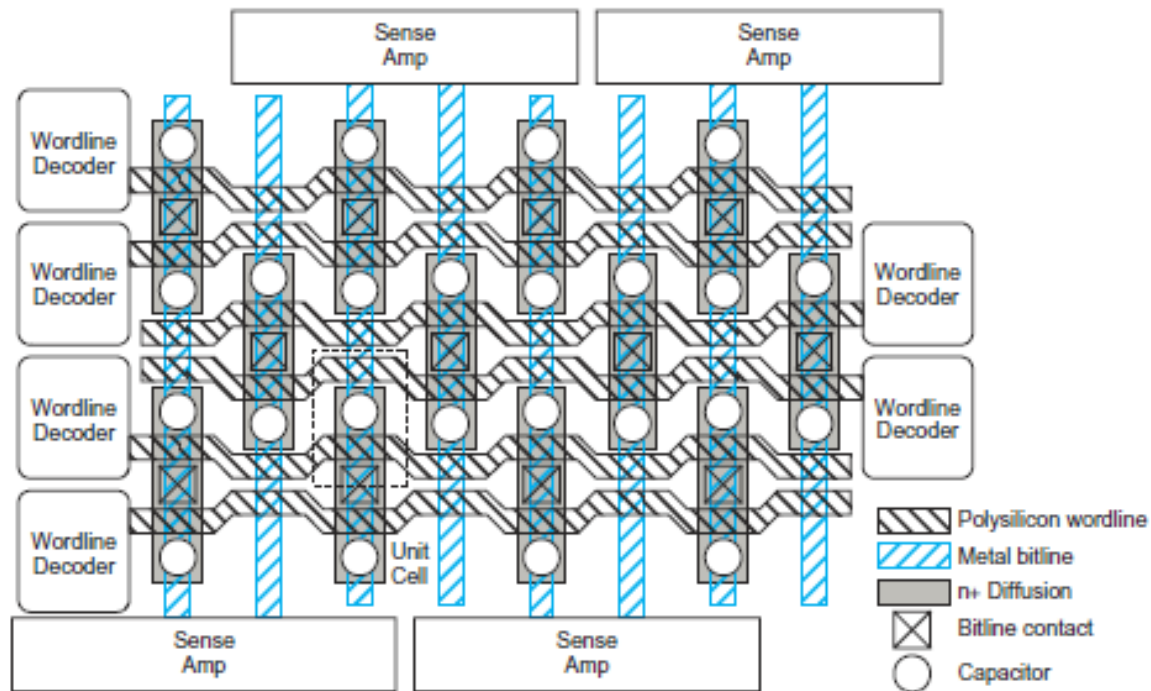 Sense
Amp
Sense
Amp
Wordline
Decoder
Wordline
Decoder
Wordline
Decoder
Wordline
Decoder
Wordline
Decoder
Wordline
Decoder
Unit
Cell
Polysilicon wordline
Metal bitline
n+ Diffusion
Bitline contact
Capacitor
Sense
Amp
Sense
Amp